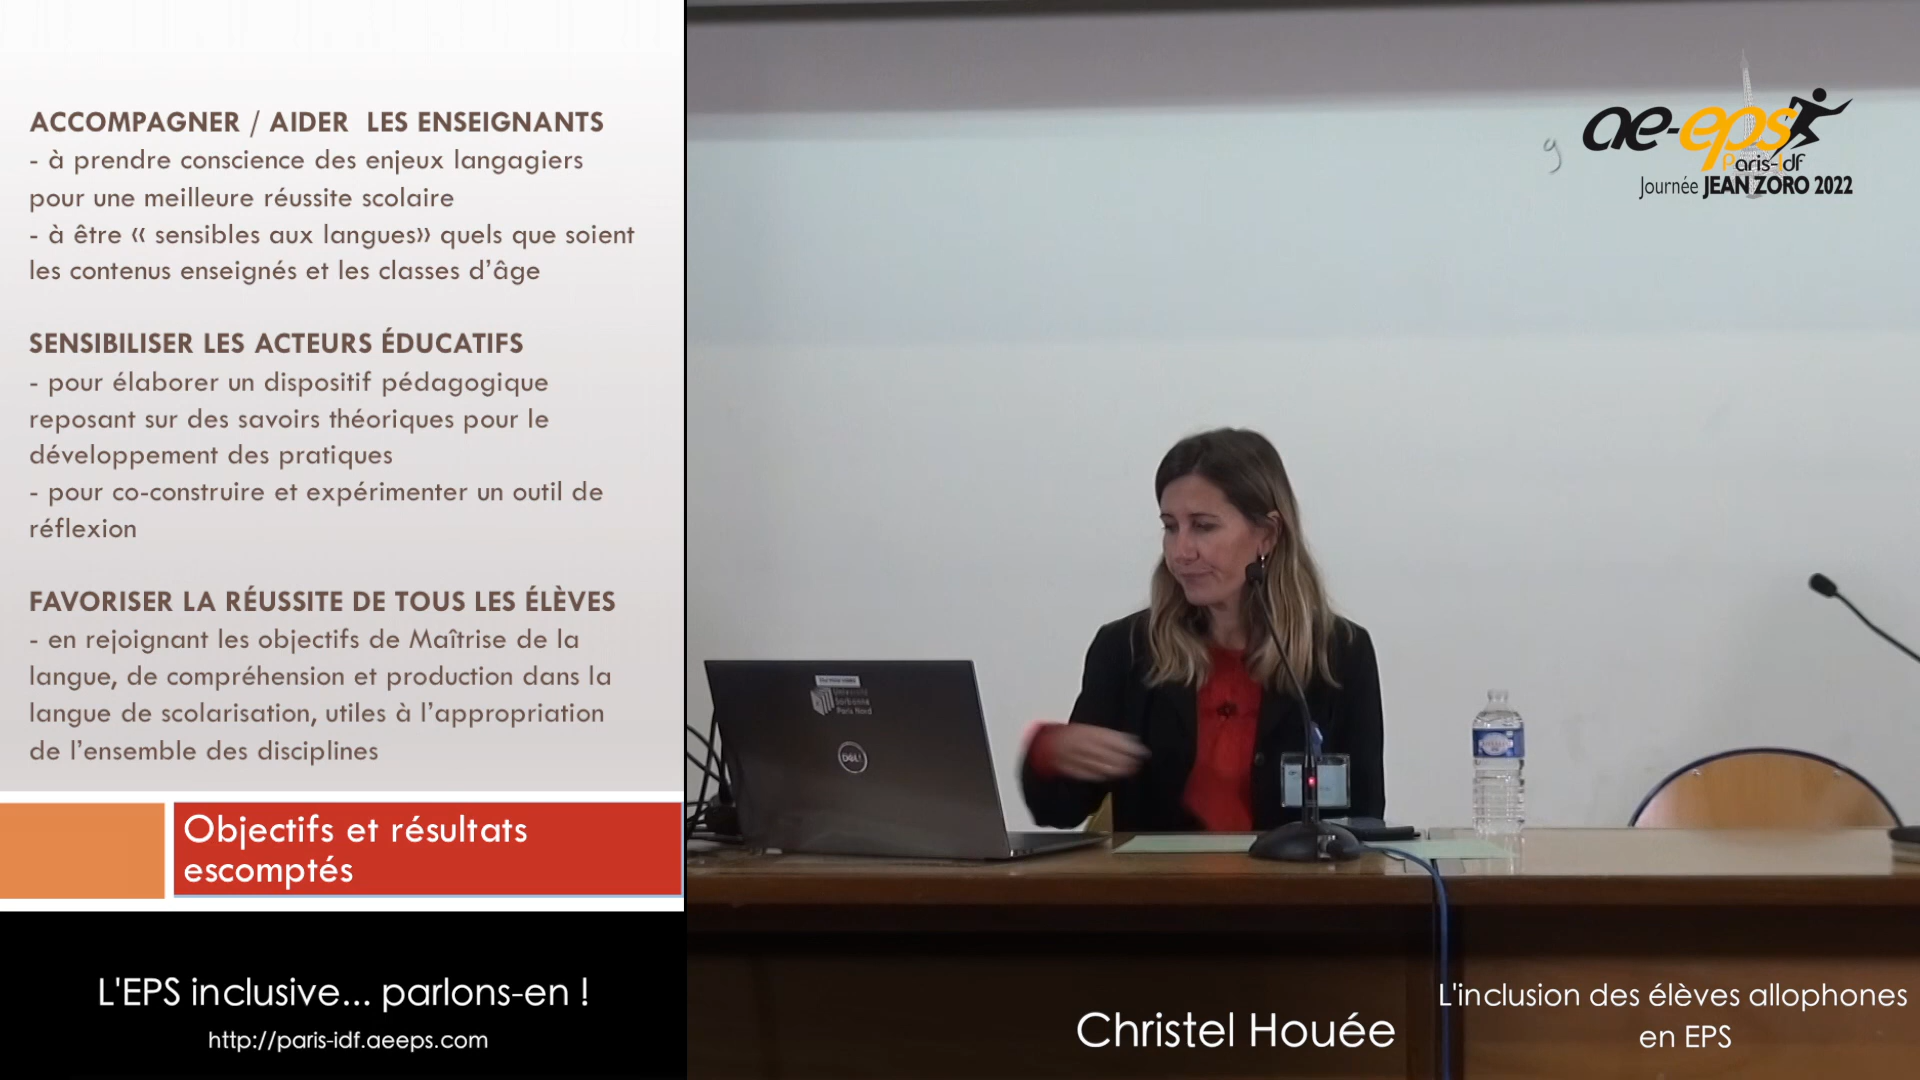 ACCOMPAGNER / AIDER LES ENSEIGNANTS
- à prendre conscience des enjeux langagiers
pour une meilleure réussite scolaire
- à être « sensibles aux langues» quels que soient
les contenus enseignés et les classes d'âge
SENSIBILISER LES ACTEURS ÉDUCATIFS
- pour élaborer un dispositif pédagogique
reposant sur des savoirs théoriques pour le
développement des pratiques
- pour co-construire et expérimenter un outil de
réflexion
FAVORISER LA RÉUSSITE DE TOUS LES ÉLÈVES
- en rejoignant les objectifs de Maîtrise de la
langue, de compréhension et production dans la
langue de scolarisation, utiles à l'appropriation
de l'ensemble des disciplines
Objectifs et résultats
escomptés
L'EPS inclusive... parlons-en !
http://paris-idf.aeeps.com
ae-eps
Paris-Idf
Journée JEAN ZORO 2022
Université
Sorbonne
Paris Nord
DELL
Christel Houée
L'inclusion des élèves allophones
en EPS